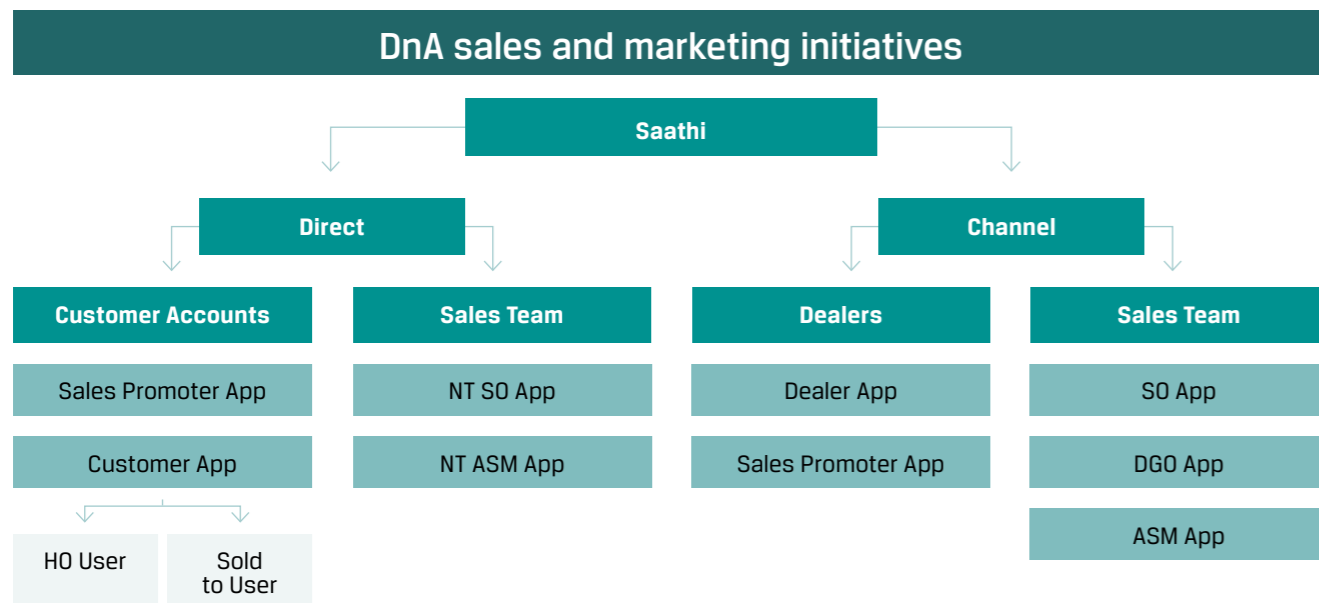 DnA sales and marketing initiatives
Saathi
Direct
Channel
Customer Accounts
Sales Team
Dealers
Sales Team
Sales Promoter App
NT SO App
Dealer App
SO App
Customer App
NT ASM App
Sales Promoter App
DGO App
ASM App
HO User
Sold
to User